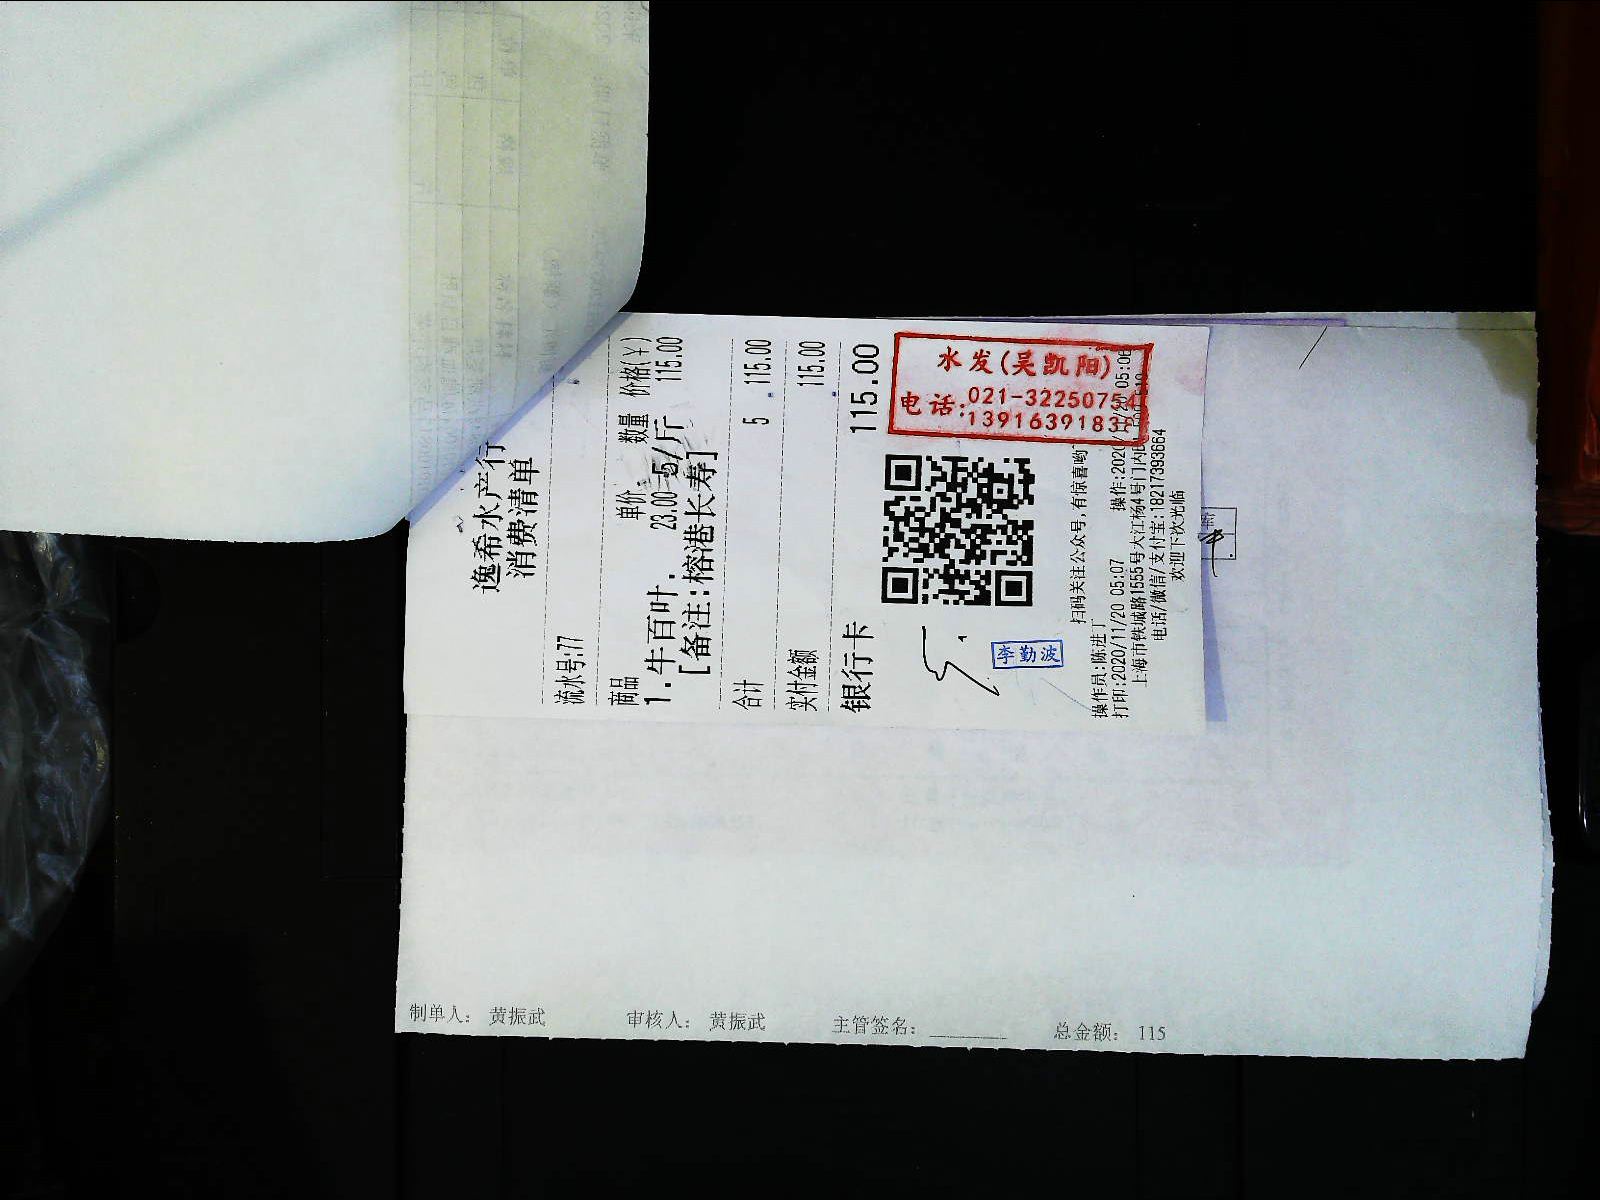 逸希水产行
消费清单
流水号:77
商品 单价 数量 价格(￥)
1.牛百叶. 23.00 5/斤 115.00
[备注:榕港长寿]
合计 5 115.00
实付金额 115.00
银行卡 115.00
水发(吴凯阳)
电话:021-32250754
李勤波
扫码关注公众号,有惊喜哟
操作员:陈进丁
打印:2020/11/20 05:07
上海市铁城路1555号大江杨4号门内
电话/微信/支付宝:18217393664
欢迎下次光临
制单人: 黄振武 审核人: 黄振武 主管签名: 总金额: 115